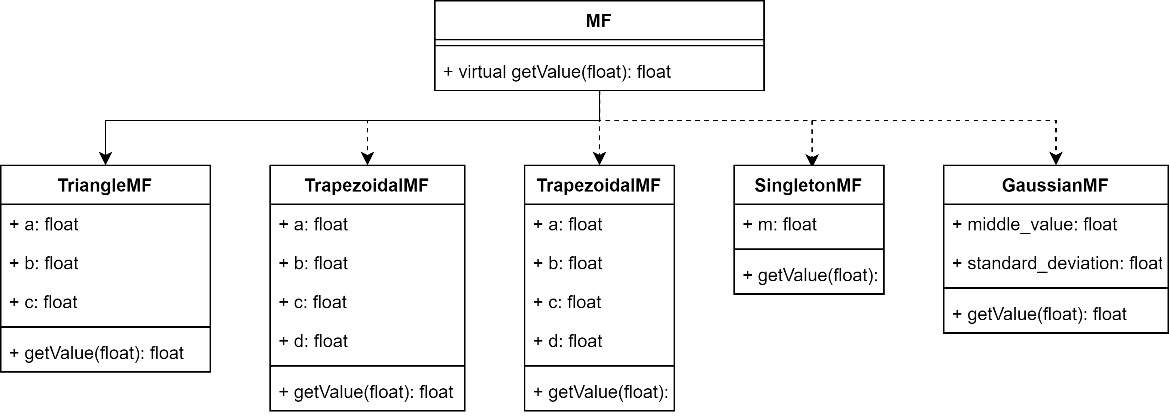 MF
+ virtual getValue(float): float
TriangleMF
+ a: float
+ b: float
+ c: float
+ getValue(float): float
TrapezoidalMF
+ a: float
+ b: float
+ c: float
+ d: float
+ getValue(float): float
TrapezoidalMF
+ a: float
+ b: float
+ c: float
+ d: float
+ getValue(float):
SingletonMF
+ m: float
+ getValue(float):
GaussianMF
+ middle_value: float
+ standard_deviation: float
+ getValue(float): float